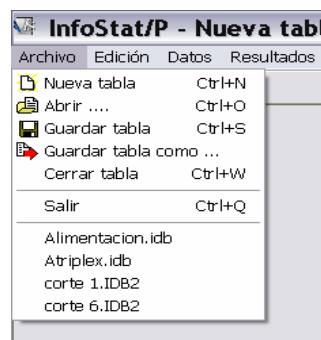 InfoStat/P - Nueva tabl
Archivo Edición Datos Resultados
Nueva tabla Ctrl+N
Abrir .... Ctrl+O
Guardar tabla Ctrl+S
Guardar tabla como ...
Cerrar tabla Ctrl+W
Salir Ctrl+Q
Alimentacion.idb
Atriplex.idb
corte 1.IDB2
corte 6.IDB2